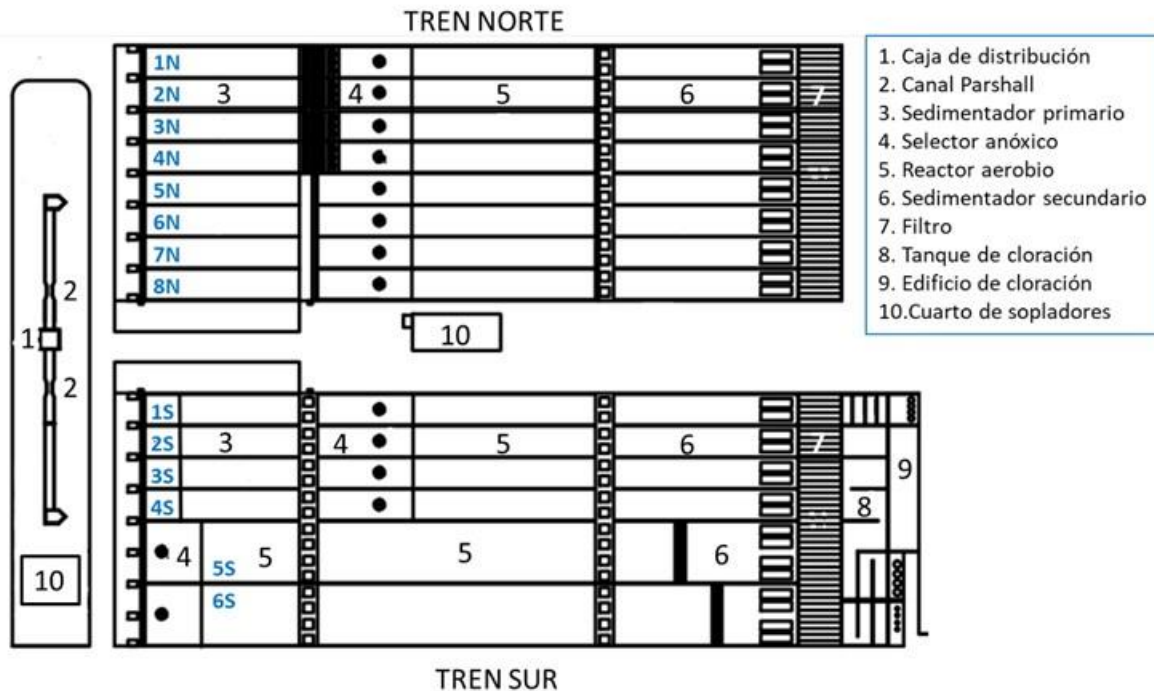 TREN NORTE
1N
2N 3 4 5 6 7
3N
4N
5N
6N
7N
8N
2
1
2
10
10
1S
2S 3 4 5 6 7
3S
4S
8
9
4 5 5 6
5S
6S
TREN SUR
1. Caja de distribución
2. Canal Parshall
3. Sedimentador primario
4. Selector anóxico
5. Reactor aerobio
6. Sedimentador secundario
7. Filtro
8. Tanque de cloración
9. Edificio de cloración
10.Cuarto de sopladores